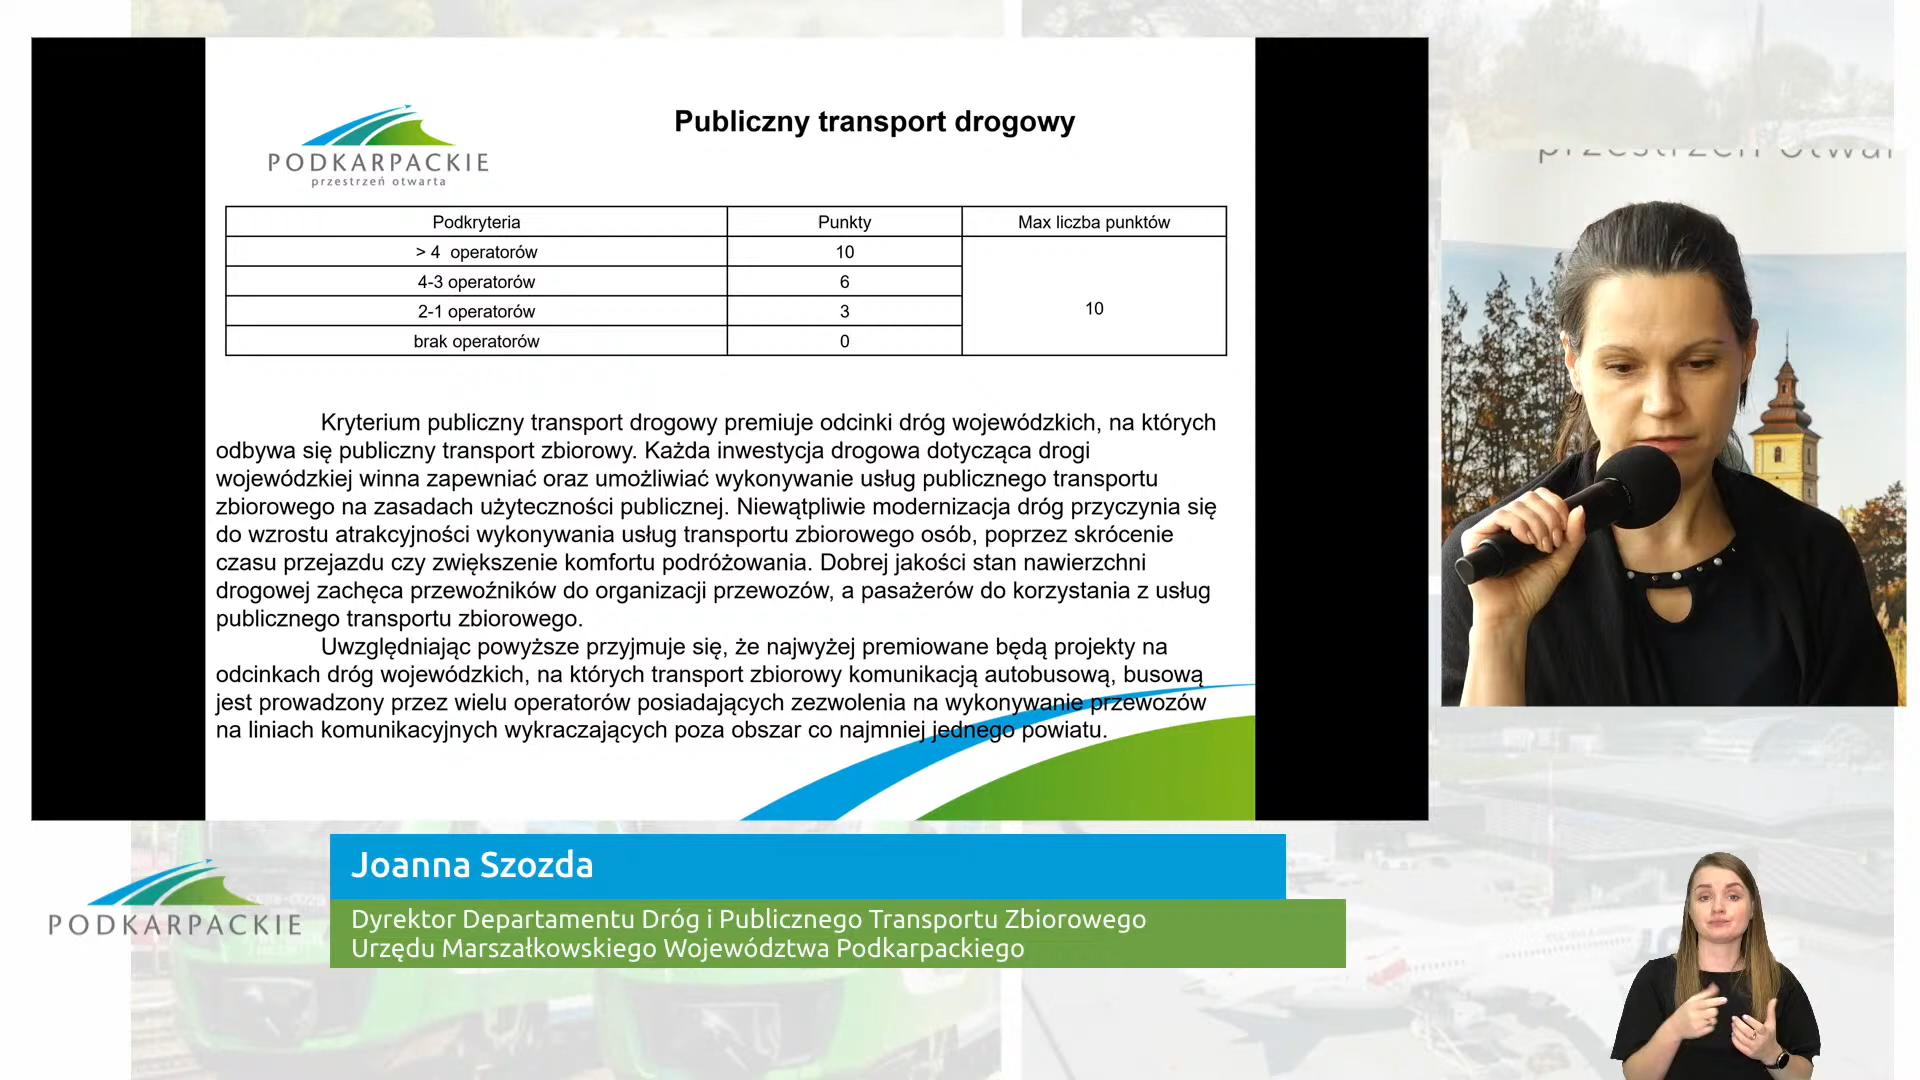 przestrzeń otwar
Publiczny transport drogowy
PODKARPACKIE
przestrzeń otwarta
Podkryteria Punkty Max liczba punktów
> 4 operatorów 10
4-3 operatorów 6
2-1 operatorów 3
10
brak operatorów 0
Kryterium publiczny transport drogowy premiuje odcinki dróg wojewódzkich, na których
odbywa się publiczny transport zbiorowy. Każda inwestycja drogowa dotycząca drogi
wojewódzkiej winna zapewniać oraz umożliwiać wykonywanie usług publicznego transportu
zbiorowego na zasadach użyteczności publicznej. Niewątpliwie modernizacja dróg przyczynia się
do wzrostu atrakcyjności wykonywania usług transportu zbiorowego osób, poprzez skrócenie
czasu przejazdu czy zwiększenie komfortu podróżowania. Dobrej jakości stan nawierzchni
drogowej zachęca przewoźników do organizacji przewozów, a pasażerów do korzystania z usług
publicznego transportu zbiorowego.
Uwzględniając powyższe przyjmuje się, że najwyżej premiowane będą projekty na
odcinkach dróg wojewódzkich, na których transport zbiorowy komunikacją autobusową, busową
jest prowadzony przez wielu operatorów posiadających zezwolenia na wykonywanie przewozów
na liniach komunikacyjnych wykraczających poza obszar co najmniej jednego powiatu.
PODKARPACKIE
Joanna Szozda
Dyrektor Departamentu Dróg i Publicznego Transportu Zbiorowego
Urzędu Marszałkowskiego Województwa Podkarpackiego